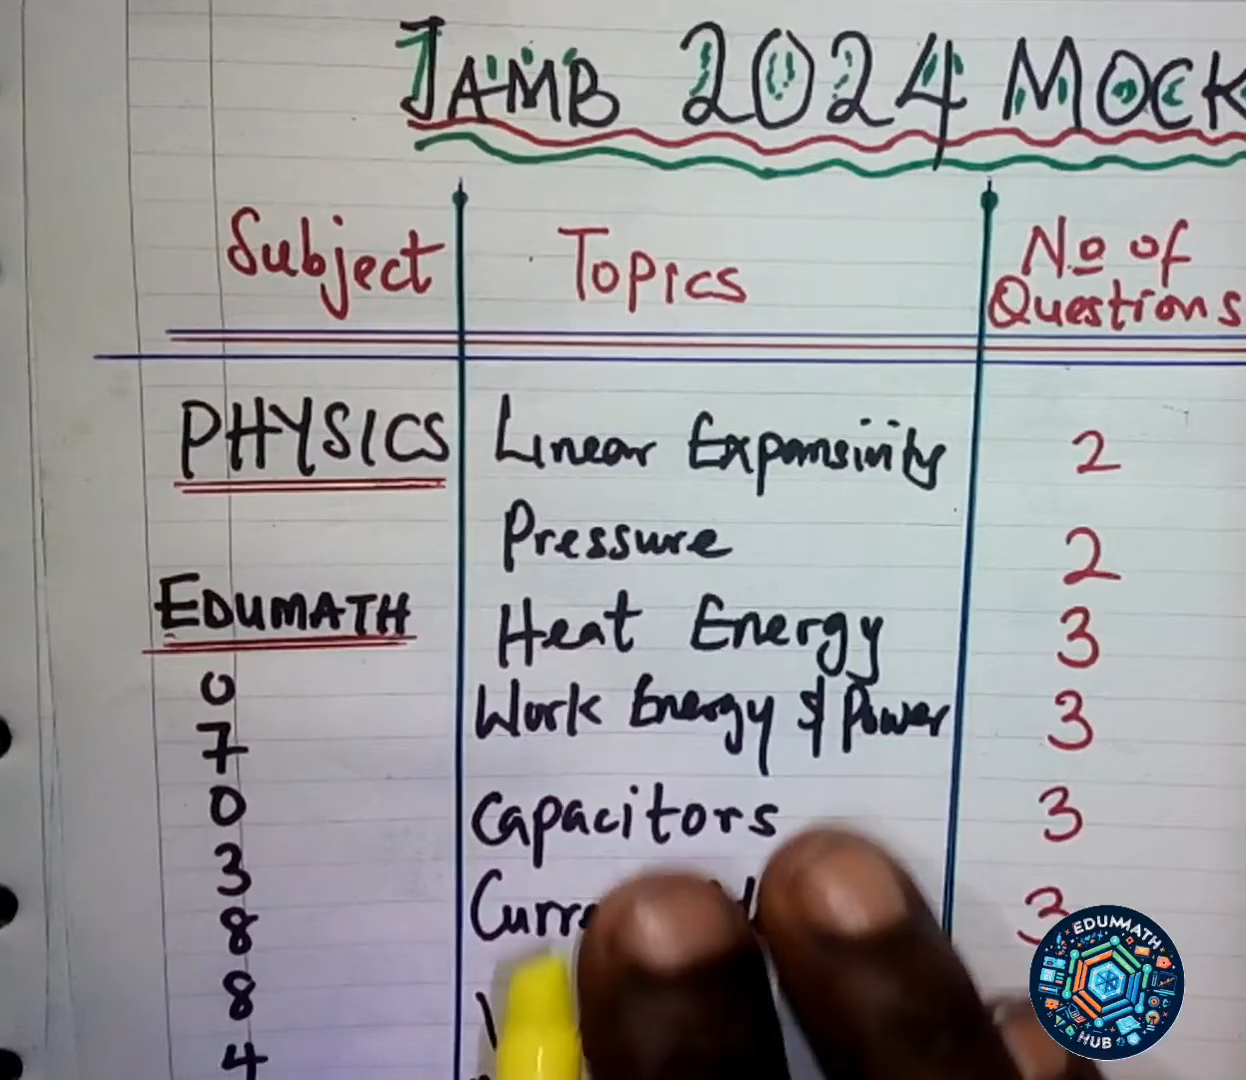 JAMB 2024 MOCK
Subject Topics No of Questions
PHYSICS Linear Expansivity 2
Pressure 2
EDUMATH Heat Energy 3
0
Work Energy & Power 3
7
0 Capacitors 3
3
8 3
8
4
EDUMATH
HUB